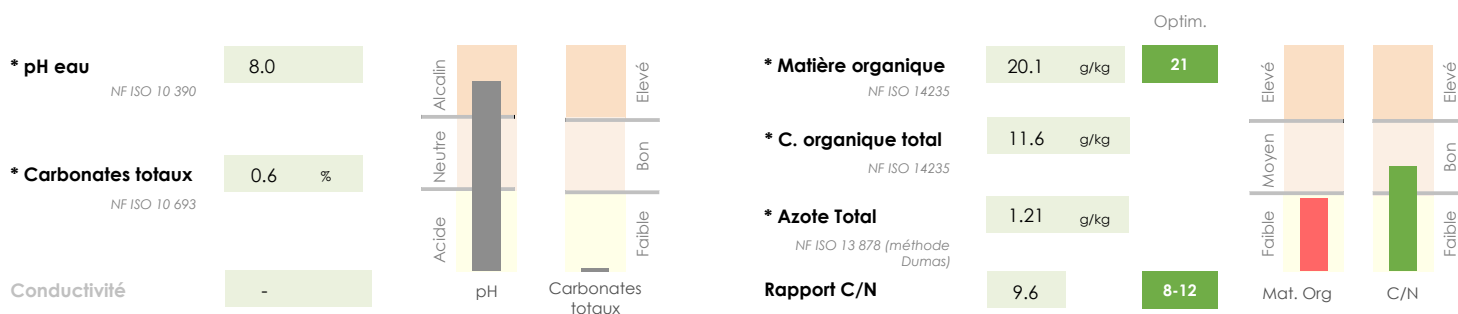 Optim.
* pH eau 8.0
NF ISO 10 390
* Carbonates totaux 0.6 %
NF ISO 10 693
Conductivité -
Alcalin
Neutre
Acide
Elevé
Bon
Faible
pH
Carbonates
totaux
* Matière organique 20.1 g/kg 21
NF ISO 14235
* C. organique total 11.6 g/kg
NF ISO 14235
* Azote Total 1.21 g/kg
NF ISO 13 878 (méthode
Dumas)
Rapport C/N 9.6 8-12
Elevé
Moyen
Faible
Elevé
Bon
Faible
Mat. Org
C/N